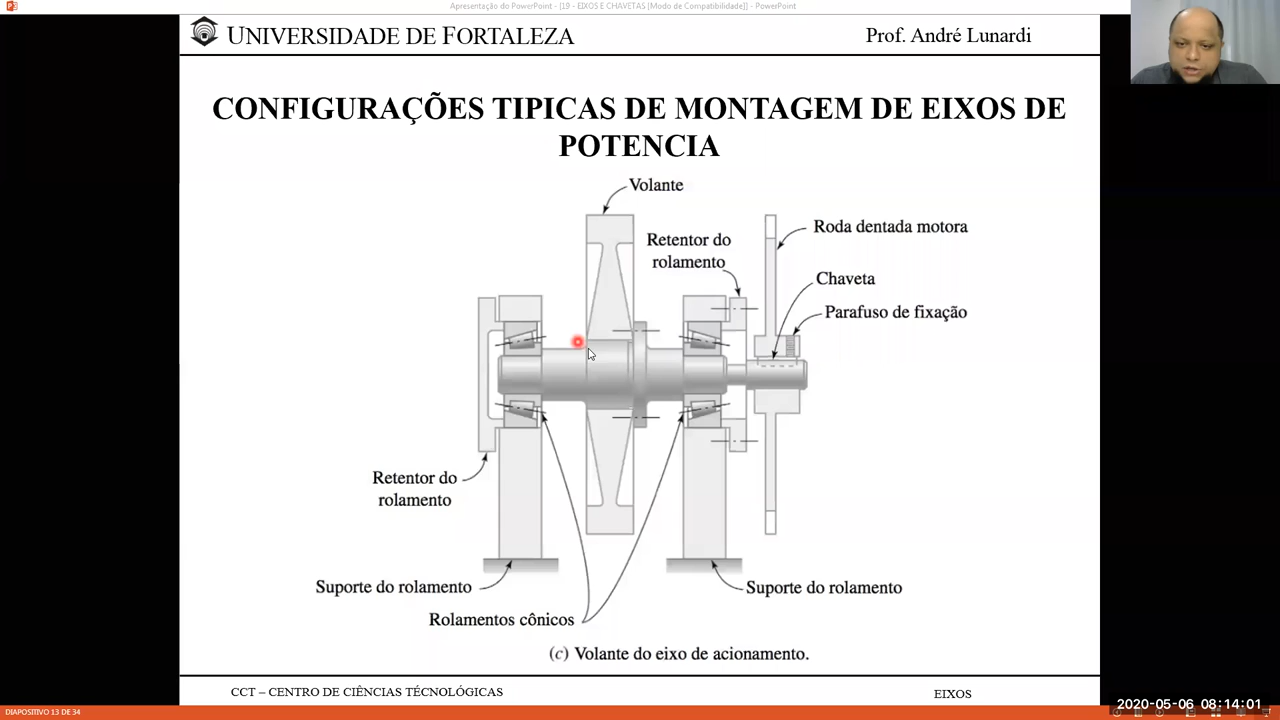 Apresentação do PowerPoint - [19 - EIXOS E CHAVETAS [Modo de Compatibilidade]] - PowerPoint
UNIVERSIDADE DE FORTALEZA
Prof. André Lunardi
CONFIGURAÇÕES TIPICAS DE MONTAGEM DE EIXOS DE
POTENCIA
Volante
Roda dentada motora
Retentor do
rolamento
Chaveta
Parafuso de fixação
Retentor do
rolamento
Suporte do rolamento
Suporte do rolamento
Rolamentos cônicos
(c) Volante do eixo de acionamento.
CCT – CENTRO DE CIÊNCIAS TÉCNOLÓGICAS
EIXOS
2020-05-06 08:14:01
DIAPOSITIVO 13 DE 34